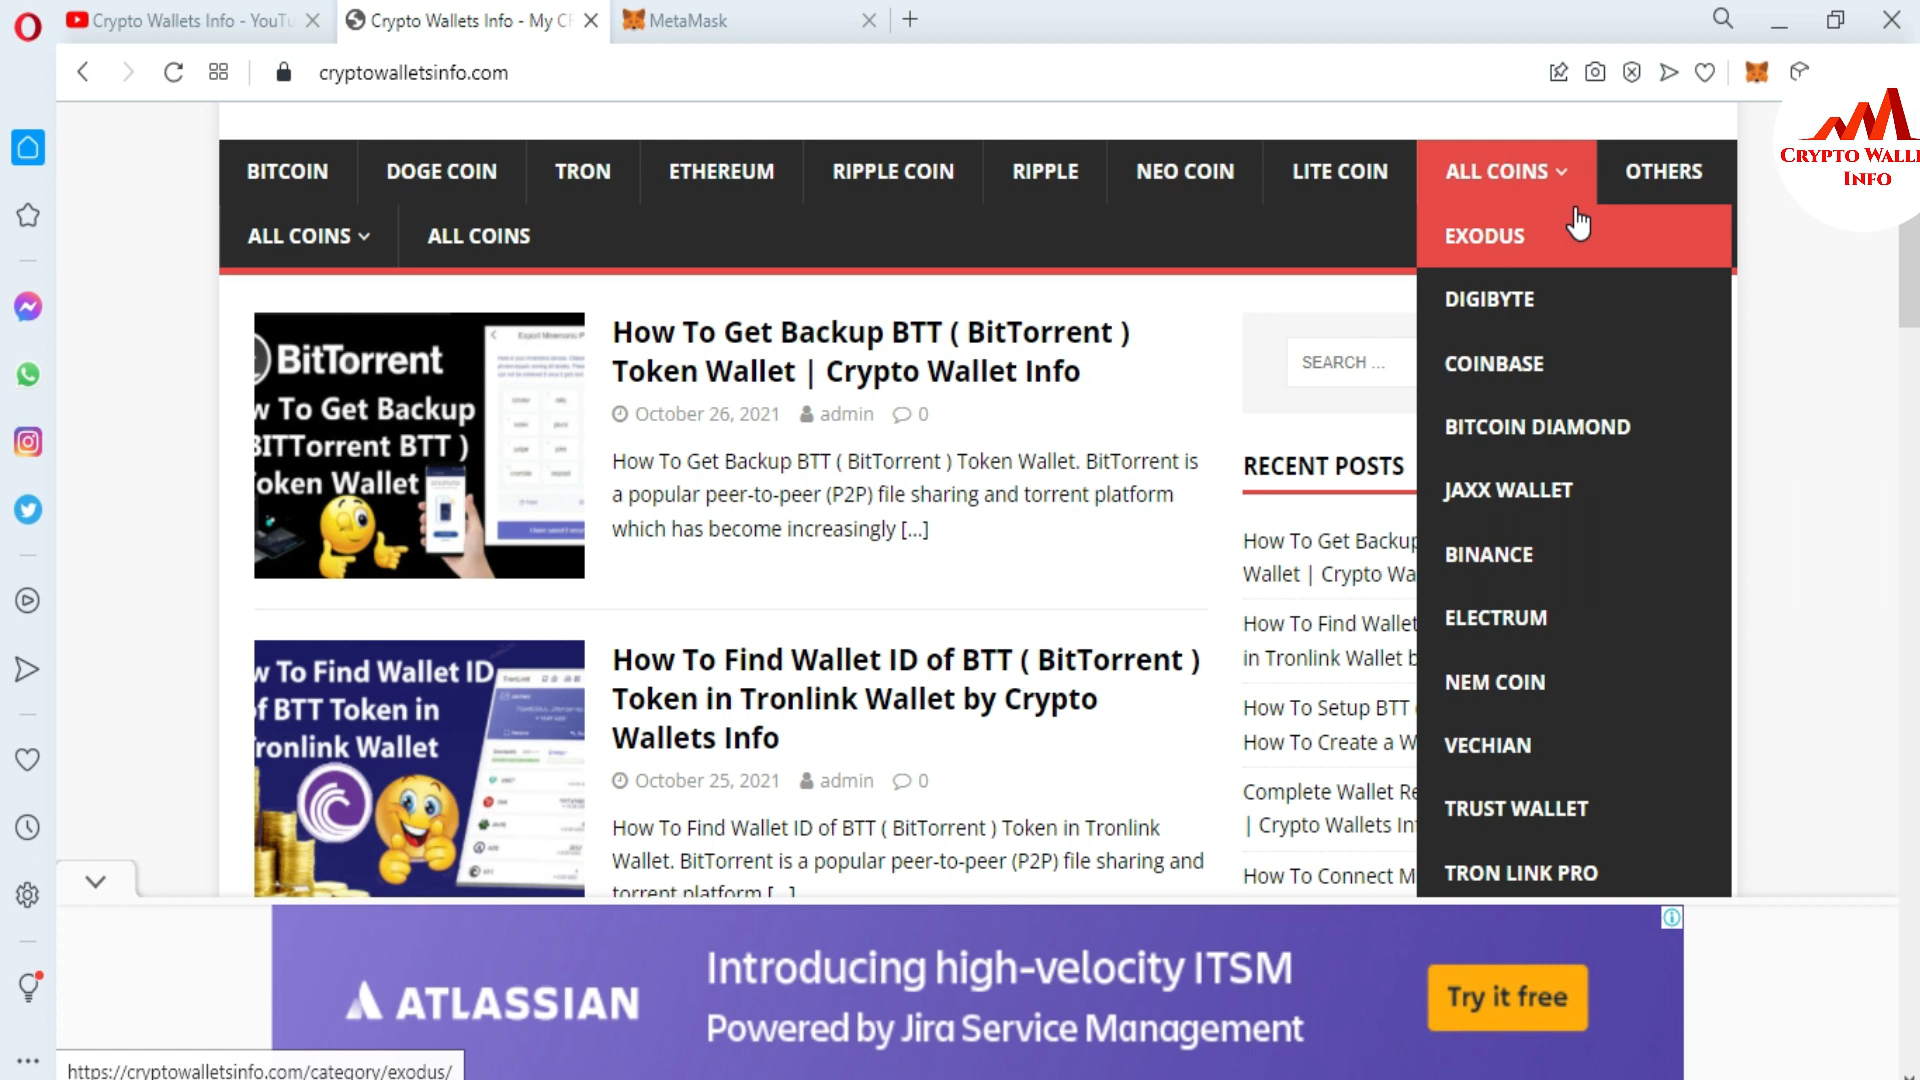 Crypto Wallets Info - YouTu
Crypto Wallets Info - My Cr
MetaMask
cryptowalletsinfo.com
CRYPTO WALLE
INFO
BITCOIN
DOGE COIN
TRON
ETHEREUM
RIPPLE COIN
RIPPLE
NEO COIN
LITE COIN
ALL COINS
OTHERS
ALL COINS
ALL COINS
EXODUS
DIGIBYTE
COINBASE
BITCOIN DIAMOND
JAXX WALLET
BINANCE
ELECTRUM
NEM COIN
VECHIAN
TRUST WALLET
TRON LINK PRO
BitTorrent
w To Get Backup
BITTorrent BTT )
Token Wallet
How To Get Backup BTT ( BitTorrent )
Token Wallet | Crypto Wallet Info
October 26, 2021 admin 0
How To Get Backup BTT ( BitTorrent ) Token Wallet. BitTorrent is
a popular peer-to-peer (P2P) file sharing and torrent platform
which has become increasingly [...]
w To Find Wallet ID
of BTT Token in
Tronlink Wallet
How To Find Wallet ID of BTT ( BitTorrent )
Token in Tronlink Wallet by Crypto
Wallets Info
October 25, 2021 admin 0
How To Find Wallet ID of BTT ( BitTorrent ) Token in Tronlink
Wallet. BitTorrent is a popular peer-to-peer (P2P) file sharing and
torrent platform [...]
SEARCH ...
RECENT POSTS
How To Get Backup
Wallet | Crypto Wa
How To Find Wallet
in Tronlink Wallet b
How To Setup BTT (
How To Create a W
Complete Wallet Re
| Crypto Wallets Inf
How To Connect M
ATLASSIAN
Introducing high-velocity ITSM
Powered by Jira Service Management
Try it free
https://cryptowalletsinfo.com/category/exodus/